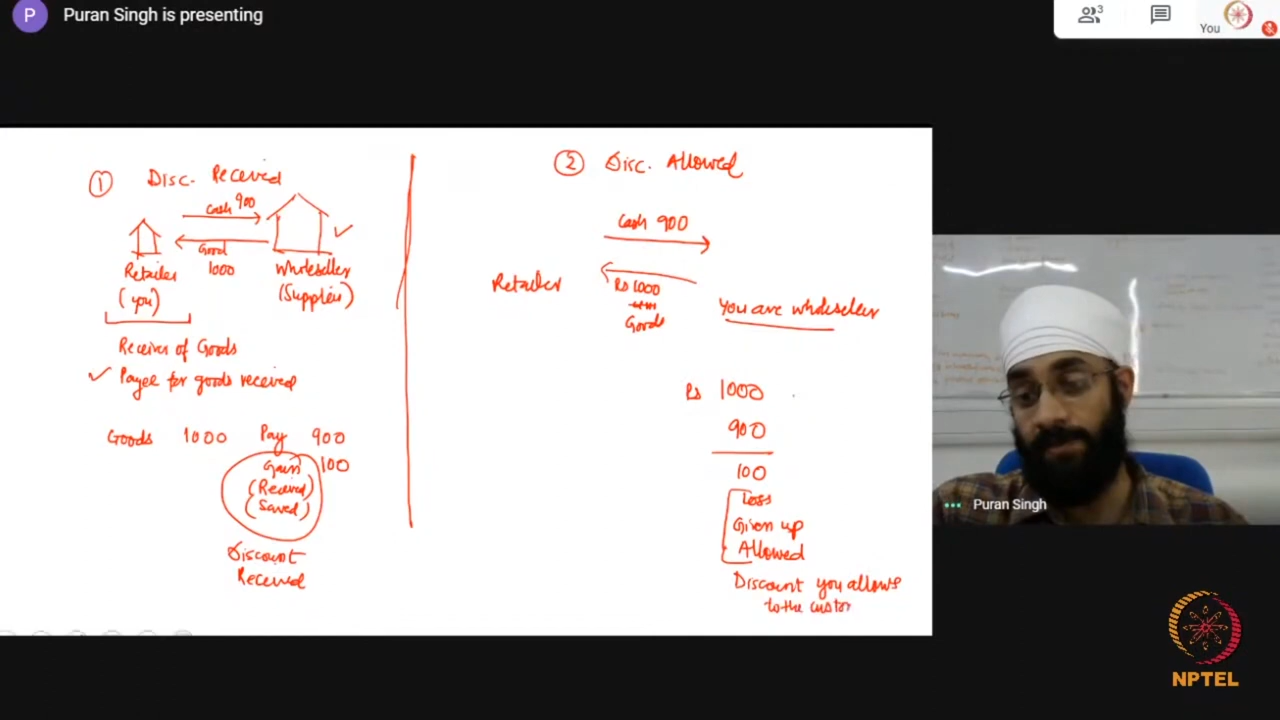 P Puran Singh is presenting
3
You
① Disc. Received
Cash 900
Good
1000
Retailer
(you)
Wholeseller
(Supplier)
Receiver of Goods
✓ Payee for goods received
Goods 1000 Pay 900
Gain 100
(Received)
(Saved)
Discount
Received
② Disc. Allowed
Cash 900
Retailer
Rs 1000
Goods
You are wholeseller
Rs 1000
900
100
Loss
Given up
Allowed
Discount you allows
to the custor
Puran Singh
NPTEL